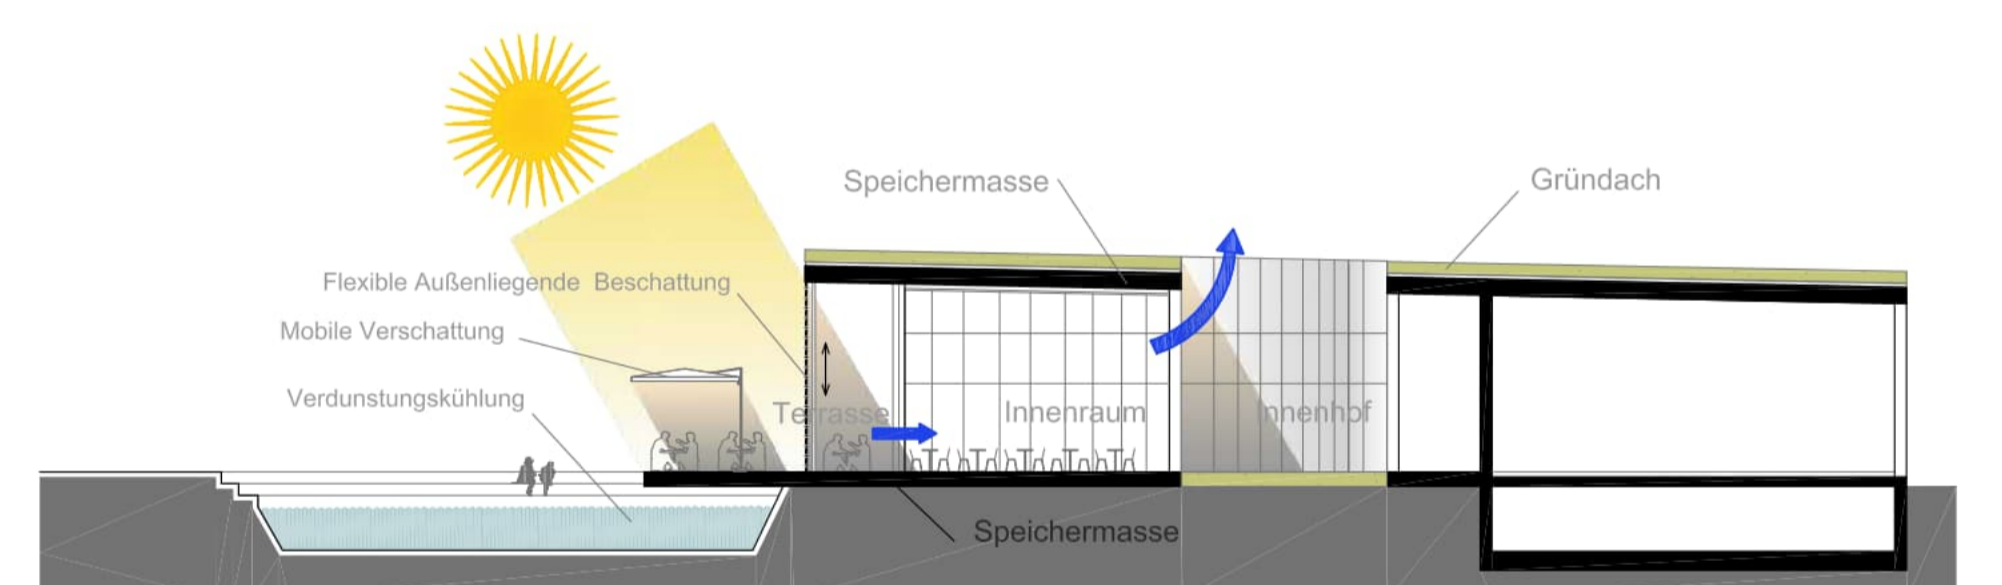 Speichermasse
Gründach
Flexible Außenliegende Beschattung
Mobile Verschattung
Verdunstungskühlung
Terrasse
Innenraum
Innenhof
Speichermasse